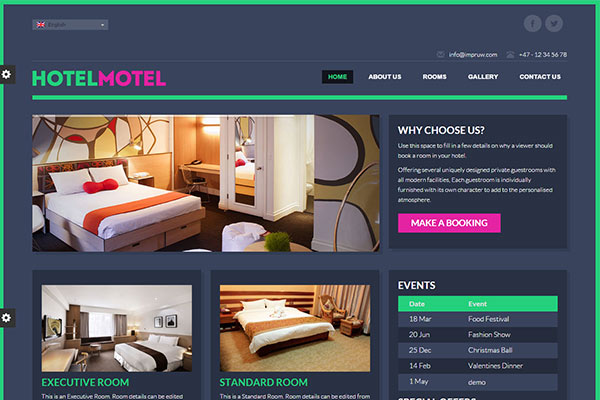 English
info@impruw.com
+47 - 12 34 56 78
HOTELMOTEL
HOME
ABOUT US
ROOMS
GALLERY
CONTACT US
WHY CHOOSE US?
Use this space to fill in a few details on why a viewer should
book a room in your hotel.
Offering several uniquely designed private guestrooms with
all modern facilities. Each guestroom is individually
furnished with its own character to add to the personalised
atmosphere.
MAKE A BOOKING
EXECUTIVE ROOM
This is an Executive Room. Room details can be edited
STANDARD ROOM
This is a Standard Room. Room details can be edited from
EVENTS
Date Event
18 Mar Food Festival
20 Jun Fashion Show
25 Dec Christmas Ball
14 Feb Valentines Dinner
1 May demo
SPECIAL OFFERS